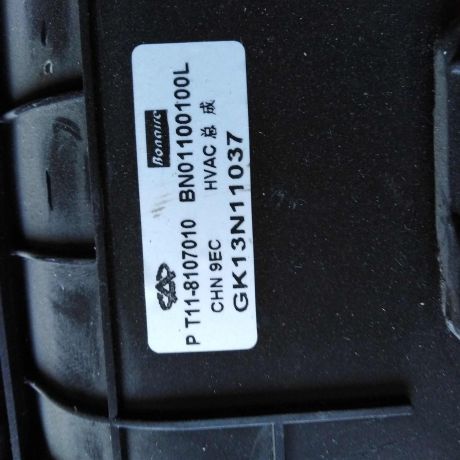 Bonaire
P T11-8107010 BN01100100L
CHN 9EC HVAC 总 成
GK13N11037